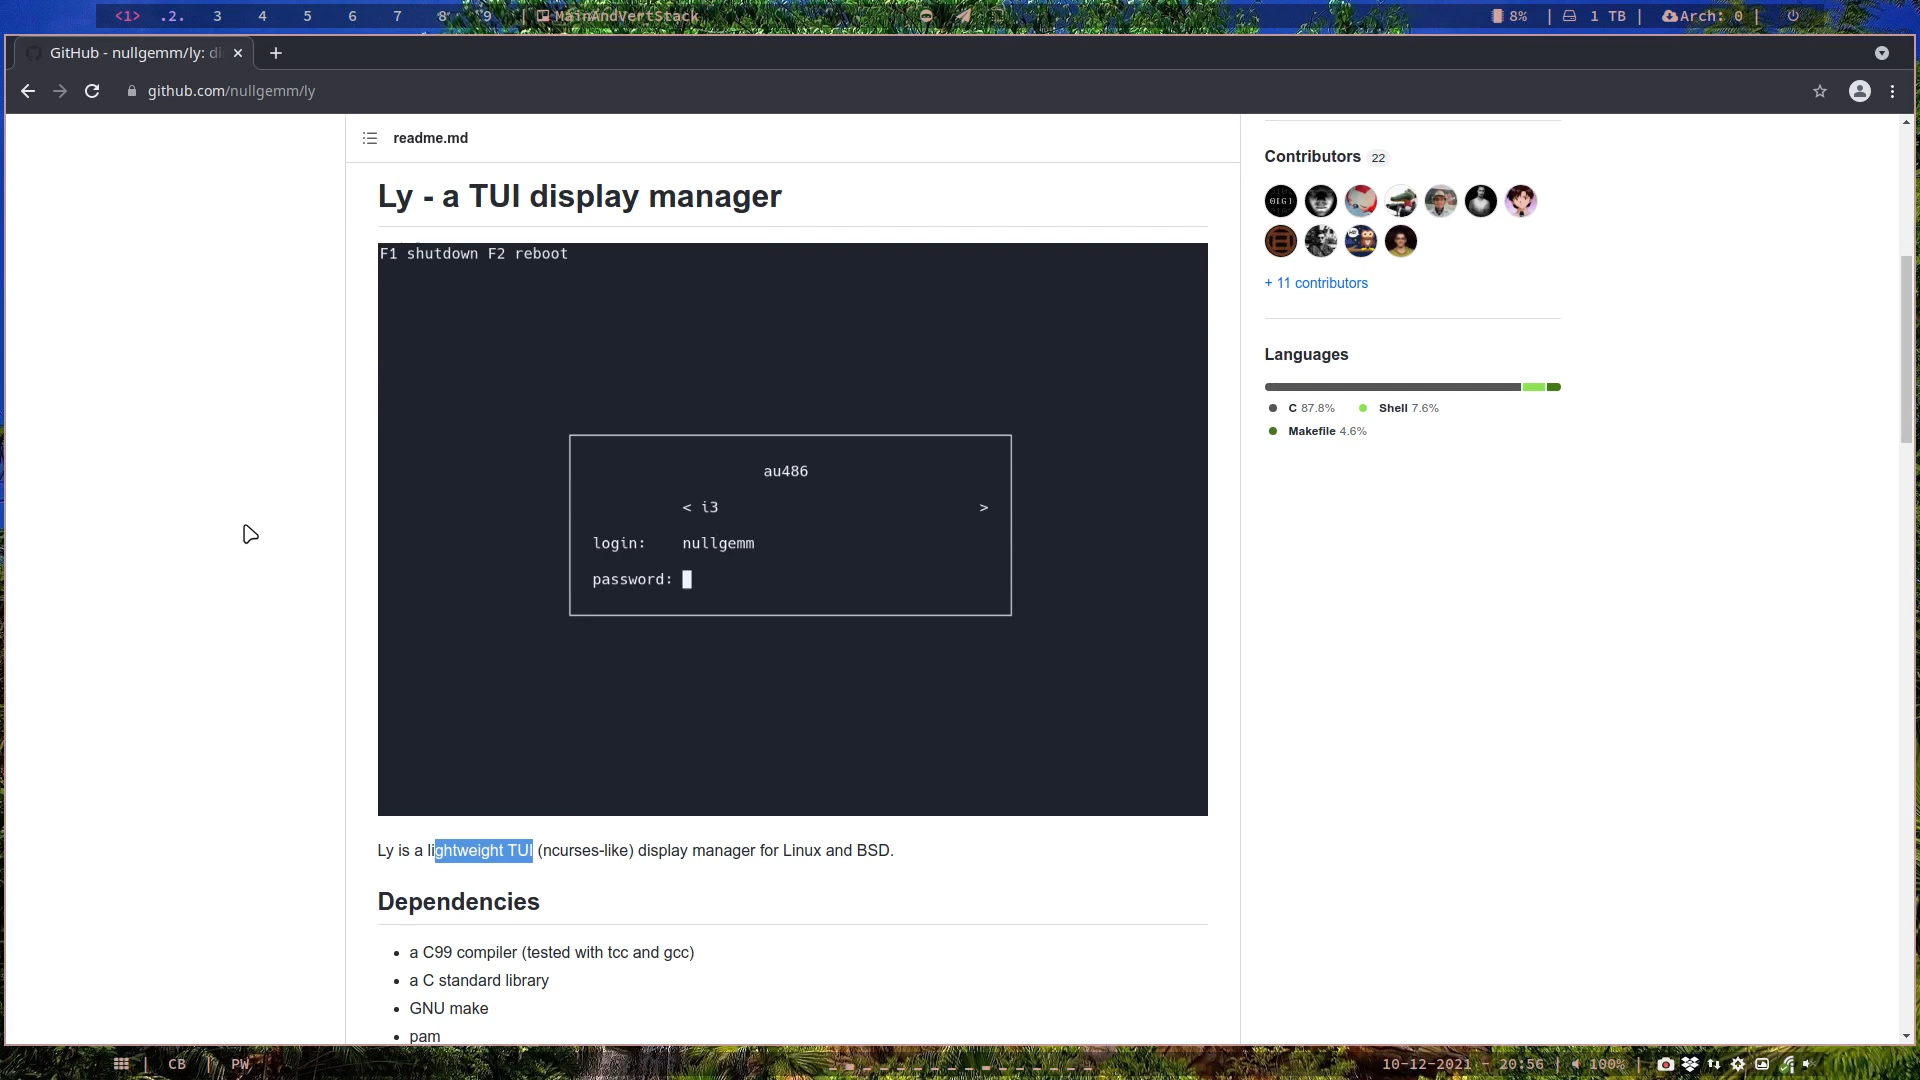 <1> .2. 3 4 5 6 7 8 9 | MainAndVertStack
8% | 1 TB | Arch: 0 |
GitHub - nullgemm/ly: di
github.com/nullgemm/ly
readme.md
Ly - a TUI display manager
F1 shutdown F2 reboot
au486
< i3 >
login: nullgemm
password:
Ly is a lightweight TUI (ncurses-like) display manager for Linux and BSD.
Dependencies
a C99 compiler (tested with tcc and gcc)
a C standard library
GNU make
pam
Contributors 22
+ 11 contributors
Languages
C 87.8% Shell 7.6%
Makefile 4.6%
| CB | PW
10-12-2021 - 20:56 | 100% |